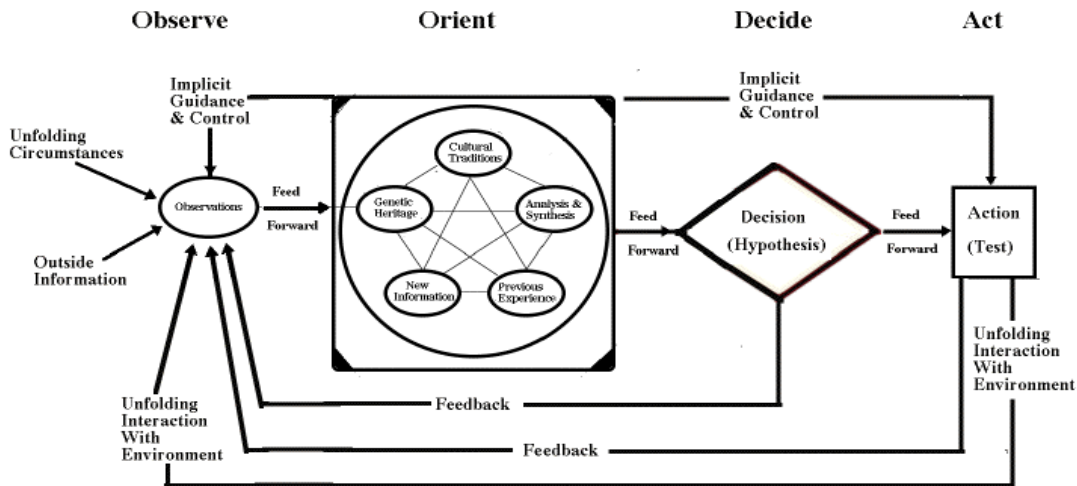 Observe
Orient
Decide
Act
Implicit
Guidance
& Control
Unfolding
Circumstances
Observations
Outside
Information
Feed
Forward
Cultural
Traditions
Genetic
Heritage
Analysis &
Synthesis
New
Information
Previous
Experience
Feed
Forward
Implicit
Guidance
& Control
Decision
(Hypothesis)
Feed
Forward
Action
(Test)
Unfolding
Interaction
With
Environment
Feedback
Feedback
Unfolding
Interaction
With
Environment